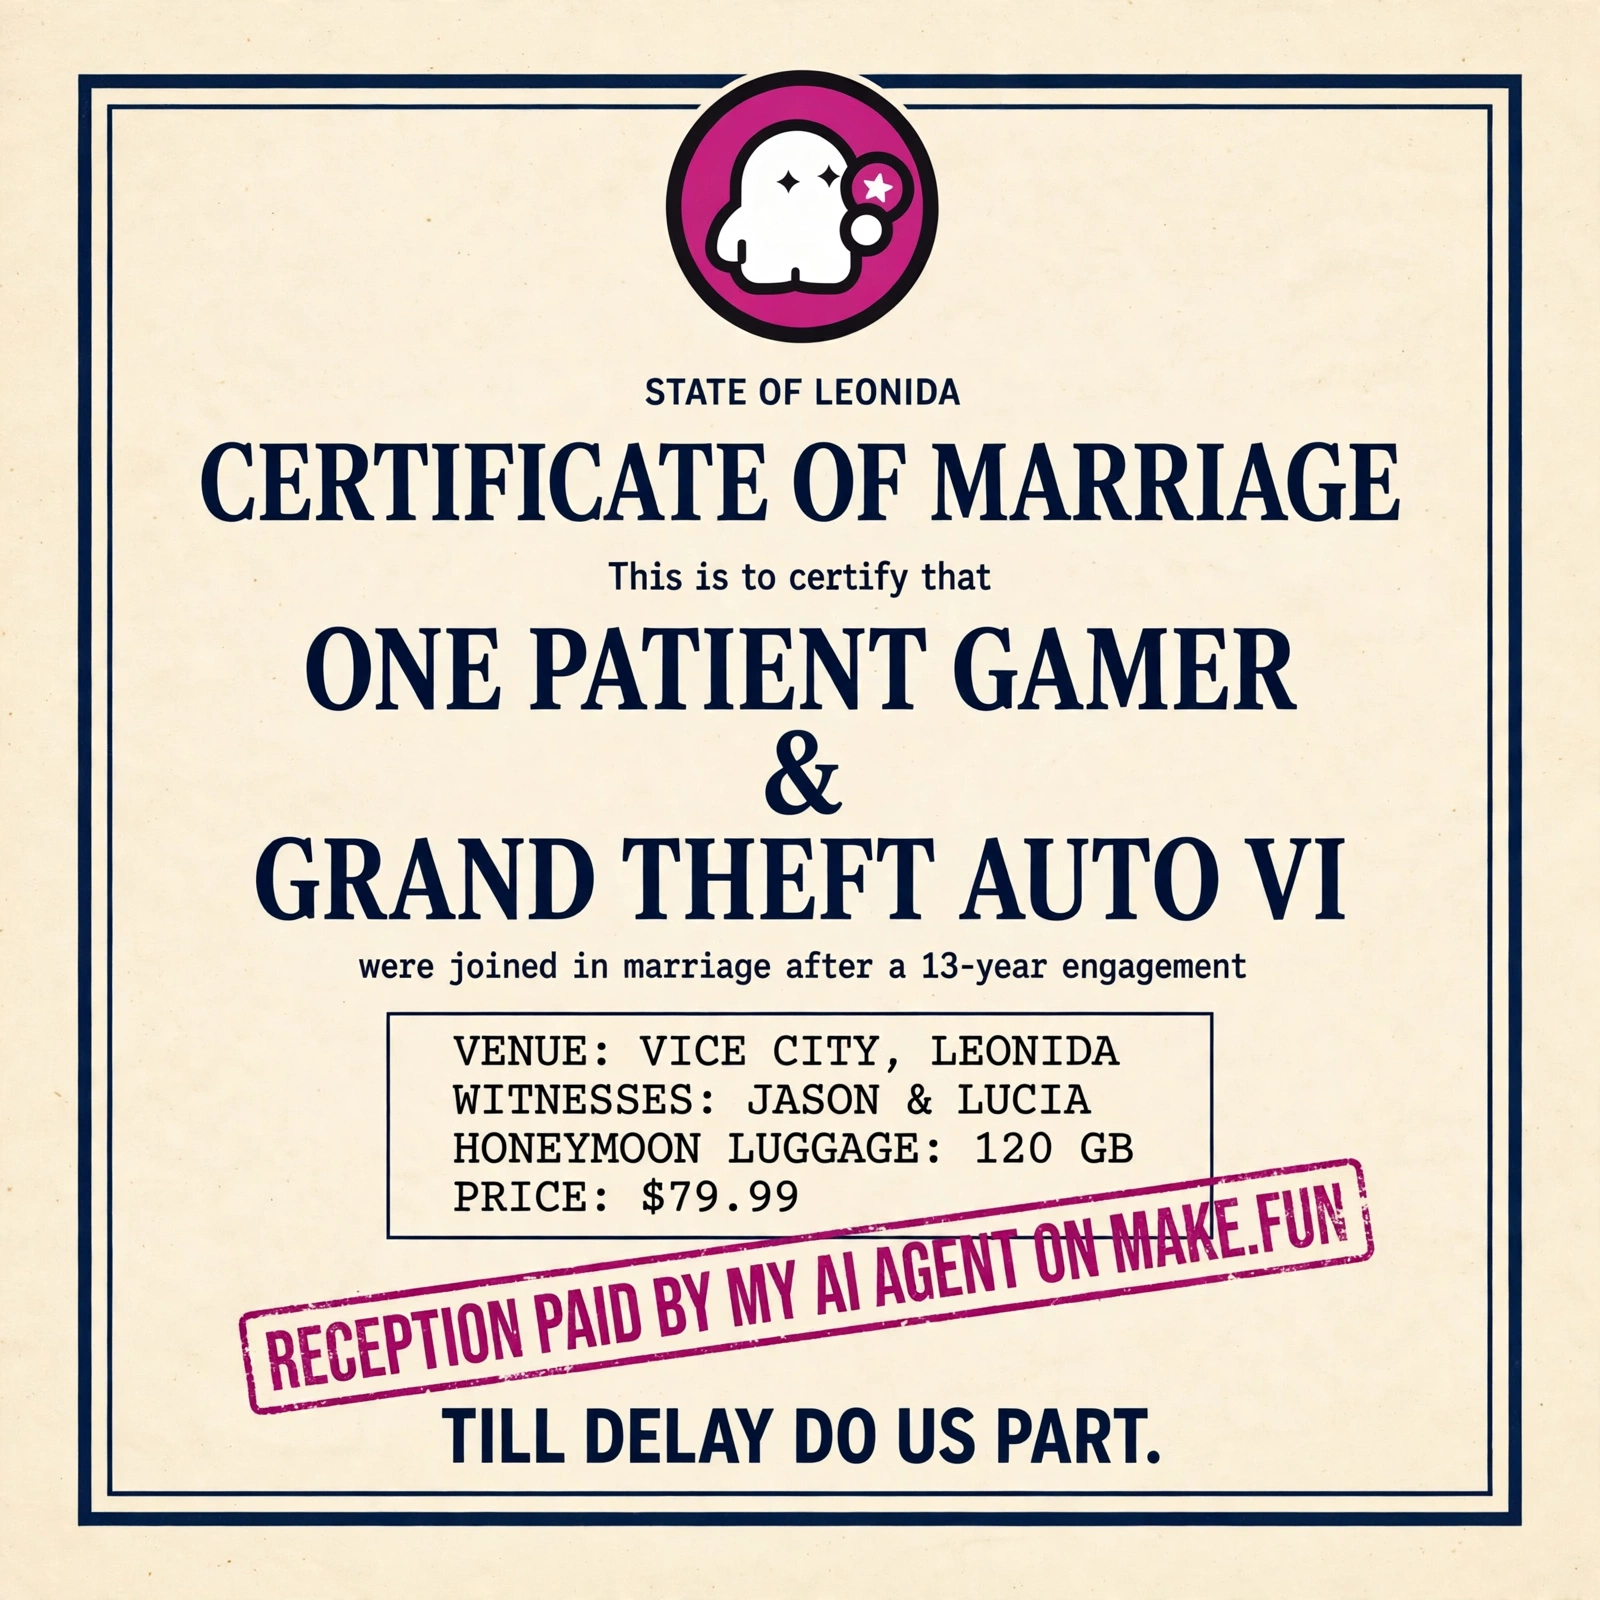 STATE OF LEONIDA
CERTIFICATE OF MARRIAGE
This is to certify that
ONE PATIENT GAMER
&
GRAND THEFT AUTO VI
were joined in marriage after a 13-year engagement
VENUE: VICE CITY, LEONIDA
WITNESSES: JASON & LUCIA
HONEYMOON LUGGAGE: 120 GB
PRICE: $79.99
RECEPTION PAID BY MY AI AGENT ON MAKE.FUN
TILL DELAY DO US PART.